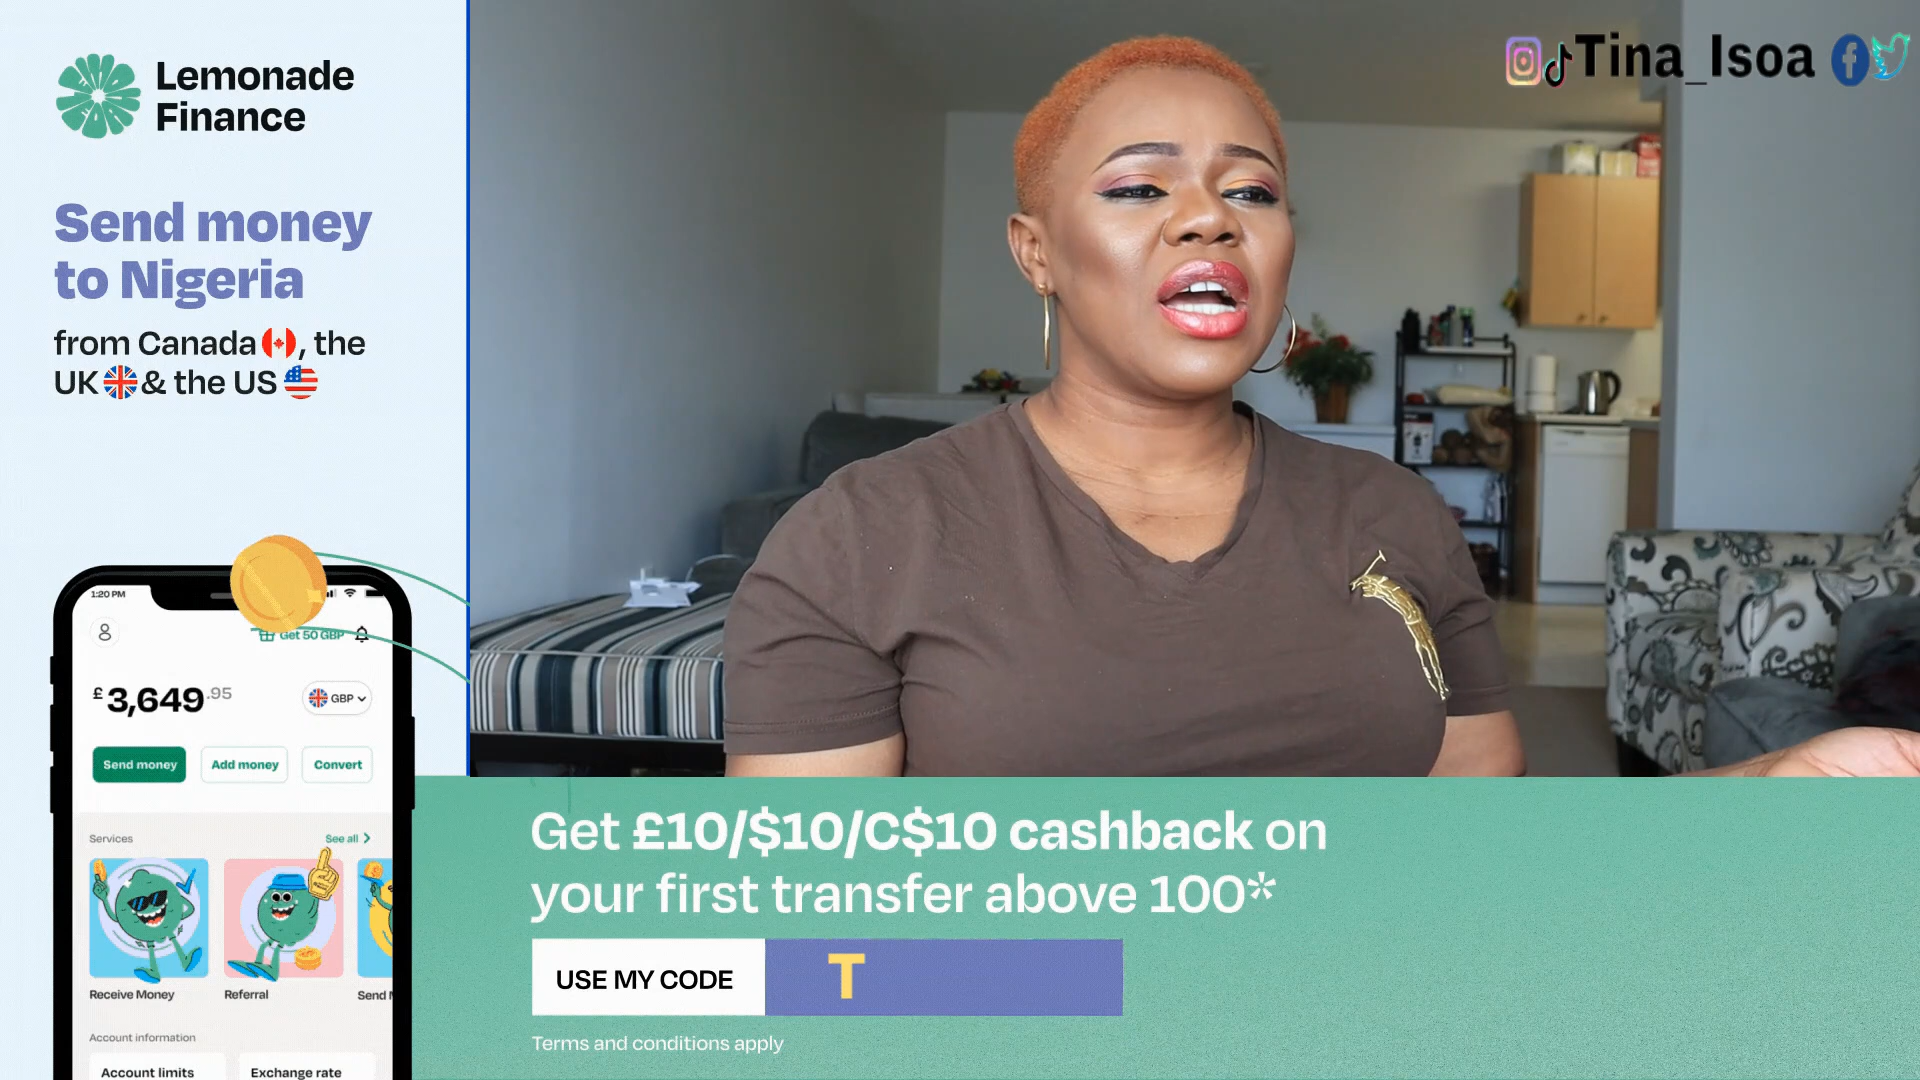 Lemonade
Finance
Send money
to Nigeria
from Canada, the
UK & the US
1:20 PM
Get 50 GBP
£3,649.95
GBP
Send money
Add money
Convert
Services
See all
Receive Money
Referral
Send
Account information
Account limits
Exchange rate
Tina_Isoa
Get £10/$10/C$10 cashback on
your first transfer above 100*
USE MY CODE
T
Terms and conditions apply